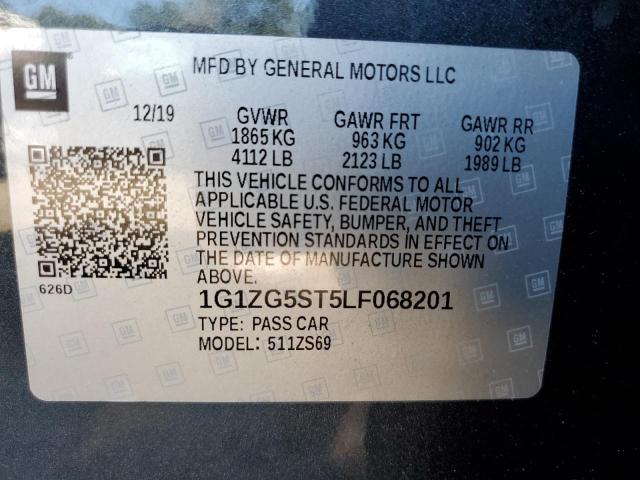 GM
MFD BY GENERAL MOTORS LLC
12/19 GVWR GAWR FRT GAWR RR
1865 KG 963 KG 902 KG
4112 LB 2123 LB 1989 LB
THIS VEHICLE CONFORMS TO ALL
APPLICABLE U.S. FEDERAL MOTOR
VEHICLE SAFETY, BUMPER, AND THEFT
PREVENTION STANDARDS IN EFFECT ON
THE DATE OF MANUFACTURE SHOWN
ABOVE.
626D
1G1ZG5ST5LF068201
TYPE: PASS CAR
MODEL: 511ZS69